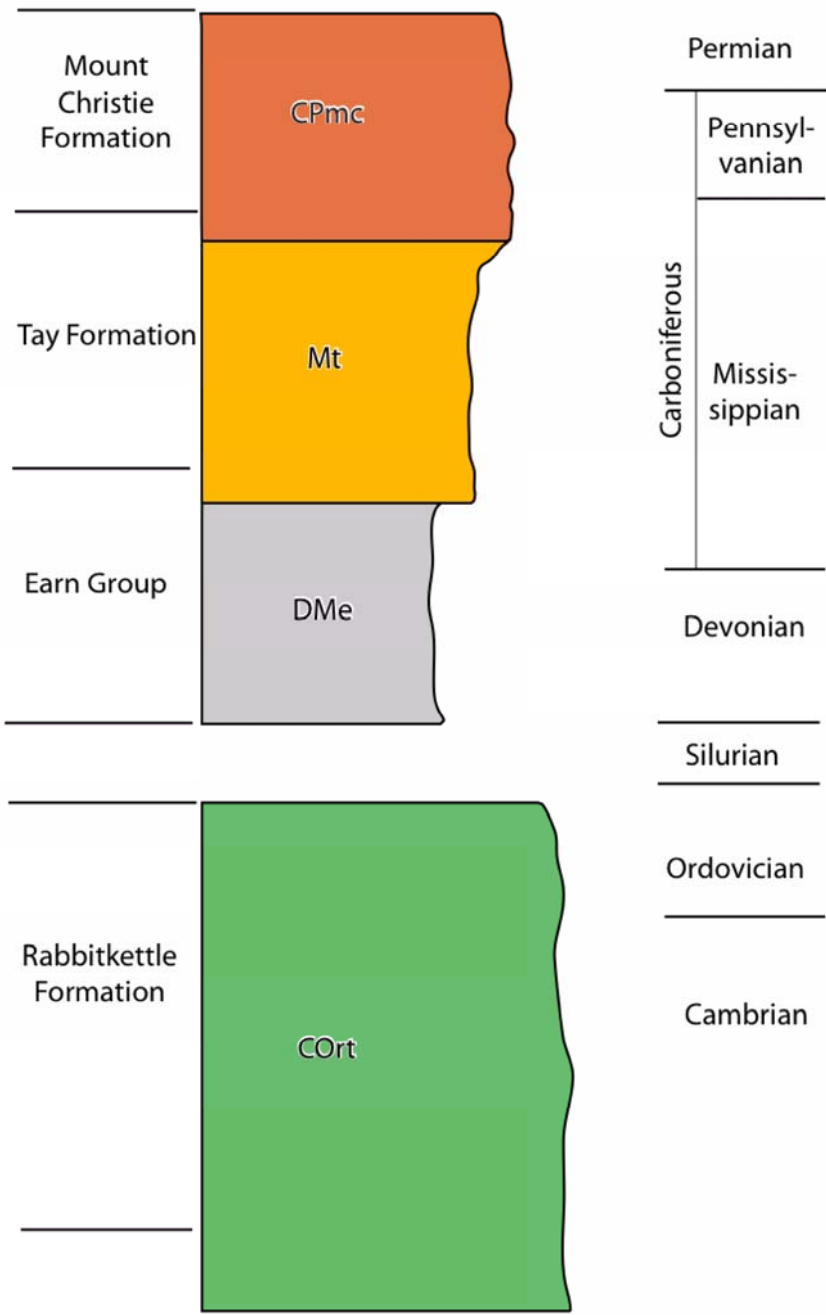 Mount
Christie
Formation
Tay Formation
Earn Group
Rabbitkettle
Formation
CPmc
Mt
DMe
COrt
Permian
Carboniferous
Pennsyl-
vanian
Missis-
sippian
Devonian
Silurian
Ordovician
Cambrian